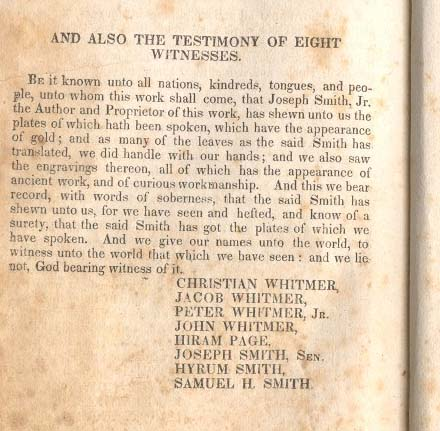 AND ALSO THE TESTIMONY OF EIGHT
WITNESSES.
BE it known unto all nations, kindreds, tongues, and peo-
ple, unto whom this work shall come, that Joseph Smith, Jr.
the Author and Proprietor of this work, has shewn unto us the
plates of which hath been spoken, which have the appearance
of gold; and as many of the leaves as the said Smith has
translated, we did handle with our hands; and we also saw
the engravings thereon, all of which has the appearance of
ancient work, and of curious workmanship. And this we bear
record, with words of soberness, that the said Smith has
shewn unto us, for we have seen and hefted, and know of a
surety, that the said Smith has got the plates of which we
have spoken. And we give our names unto the world, to
witness unto the world that which we have seen: and we lie
not, God bearing witness of it.
CHRISTIAN WHITMER,
JACOB WHITMER,
PETER WHITMER, JR.
JOHN WHITMER,
HIRAM PAGE,
JOSEPH SMITH, SEN.
HYRUM SMITH,
SAMUEL H. SMITH.